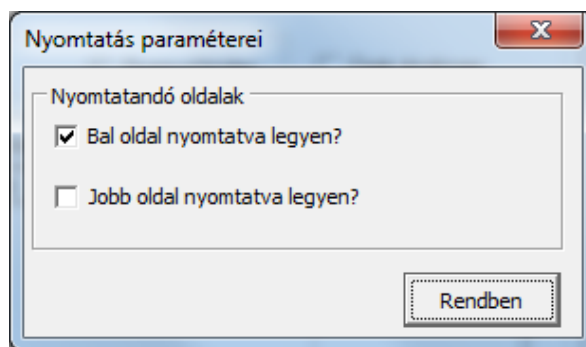 Nyomtatás paraméterei
Nyomtatandó oldalak
Bal oldal nyomtatva legyen?
Jobb oldal nyomtatva legyen?
Rendben